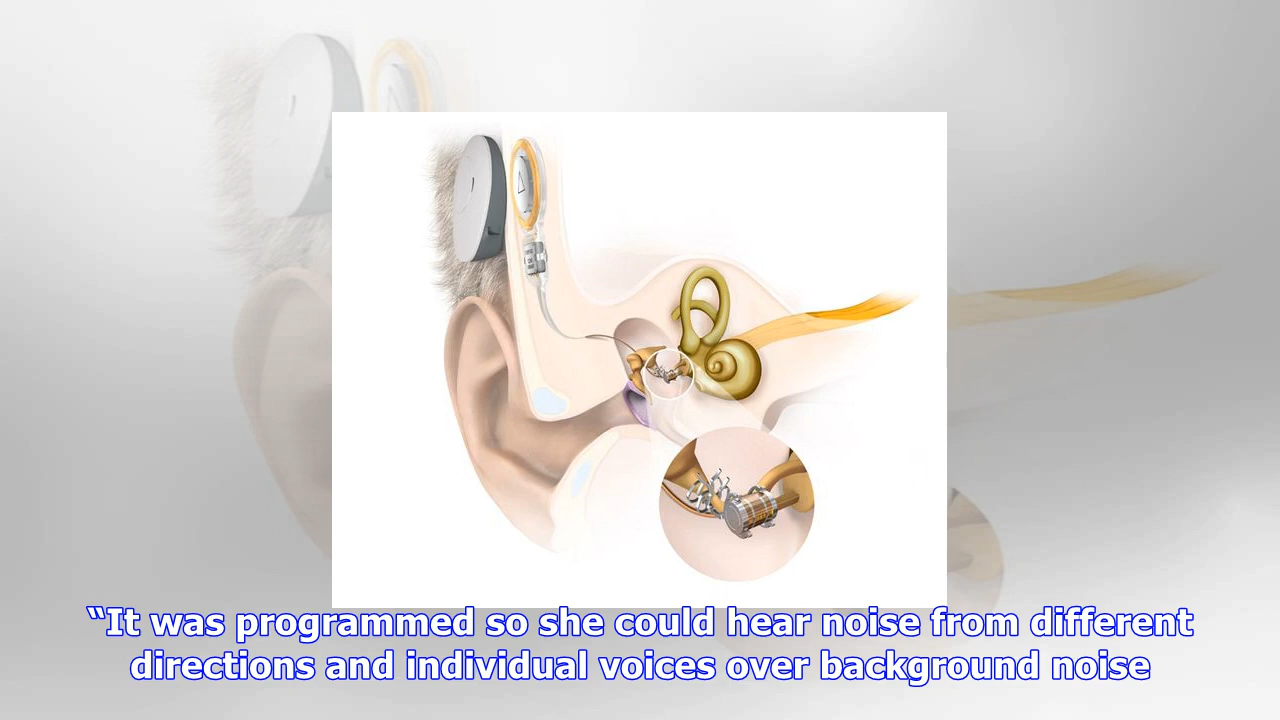 “It was programmed so she could hear noise from different
directions and individual voices over background noise